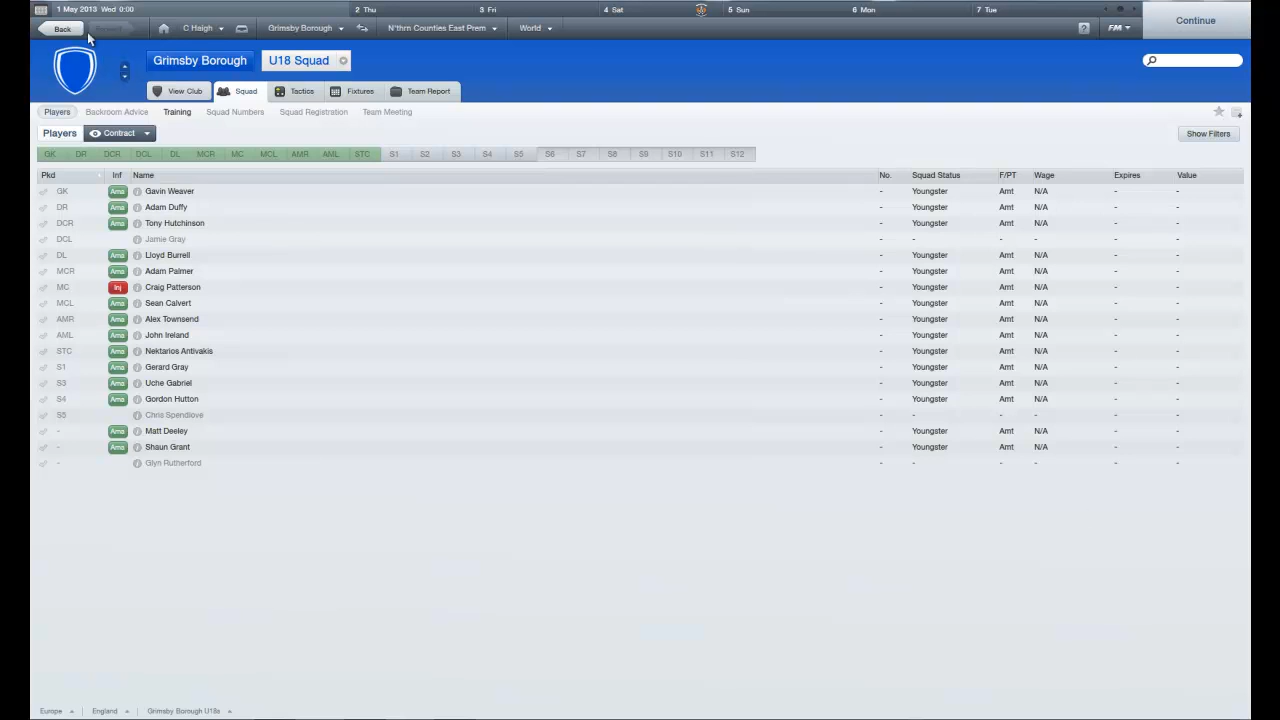 1 May 2013 Wed 0:00 2 Thu 3 Fri 4 Sat 5 Sun 6 Mon 7 Tue Continue
Back C Haigh Grimsby Borough N'thrn Counties East Prem World ? FM
Grimsby Borough U18 Squad
View Club Squad Tactics Fixtures Team Report
Players Backroom Advice Training Squad Numbers Squad Registration Team Meeting
Players Contract Show Filters
GK DR DCR DCL DL MCR MC MCL AMR AML STC S1 S2 S3 S4 S5 S6 S7 S8 S9 S10 S11 S12
Pkd Inf Name No. Squad Status F/PT Wage Expires Value
GK Ama Gavin Weaver - Youngster Amt N/A - -
DR Ama Adam Duffy - Youngster Amt N/A - -
DCR Ama Tony Hutchinson - Youngster Amt N/A - -
DCL Jamie Gray - - - - - -
DL Ama Lloyd Burrell - Youngster Amt N/A - -
MCR Ama Adam Palmer - Youngster Amt N/A - -
MC Inj Craig Patterson - Youngster Amt N/A - -
MCL Ama Sean Calvert - Youngster Amt N/A - -
AMR Ama Alex Townsend - Youngster Amt N/A - -
AML Ama John Ireland - Youngster Amt N/A - -
STC Ama Nektarios Antivakis - Youngster Amt N/A - -
S1 Ama Gerard Gray - Youngster Amt N/A - -
S3 Ama Uche Gabriel - Youngster Amt N/A - -
S4 Ama Gordon Hutton - Youngster Amt N/A - -
S5 Chris Spendlove - - - - - -
- Ama Matt Deeley - Youngster Amt N/A - -
- Ama Shaun Grant - Youngster Amt N/A - -
- Glyn Rutherford - - - - - -
Europe England Grimsby Borough U18s